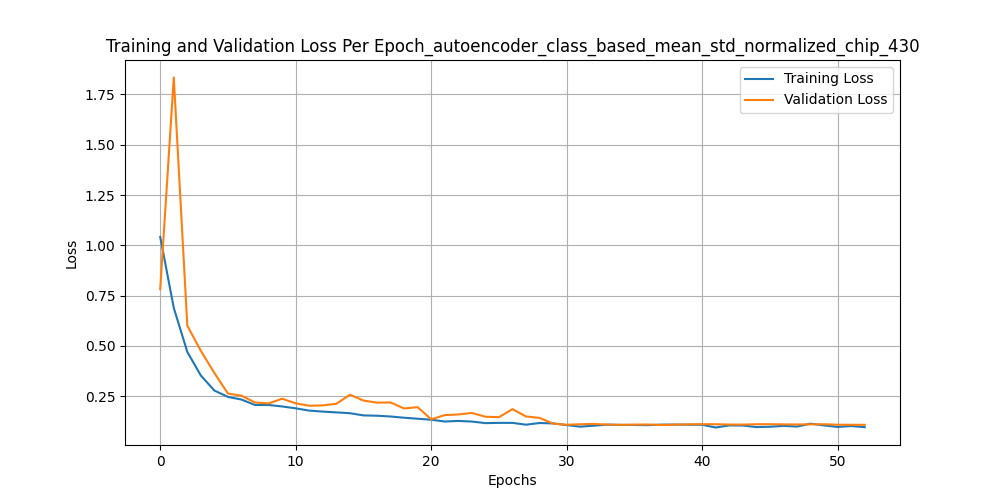 Training and Validation Loss Per Epoch_autoencoder_class_based_mean_std_normalized_chip_430
Training Loss
Validation Loss
1.75
1.50
1.25
1.00
0.75
0.50
0.25
Loss
0 10 20 30 40 50
Epochs